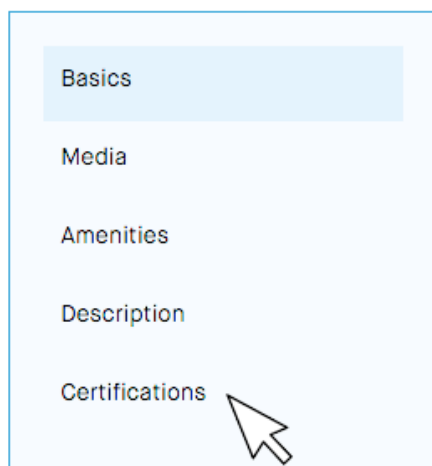 Basics
Media
Amenities
Description
Certifications